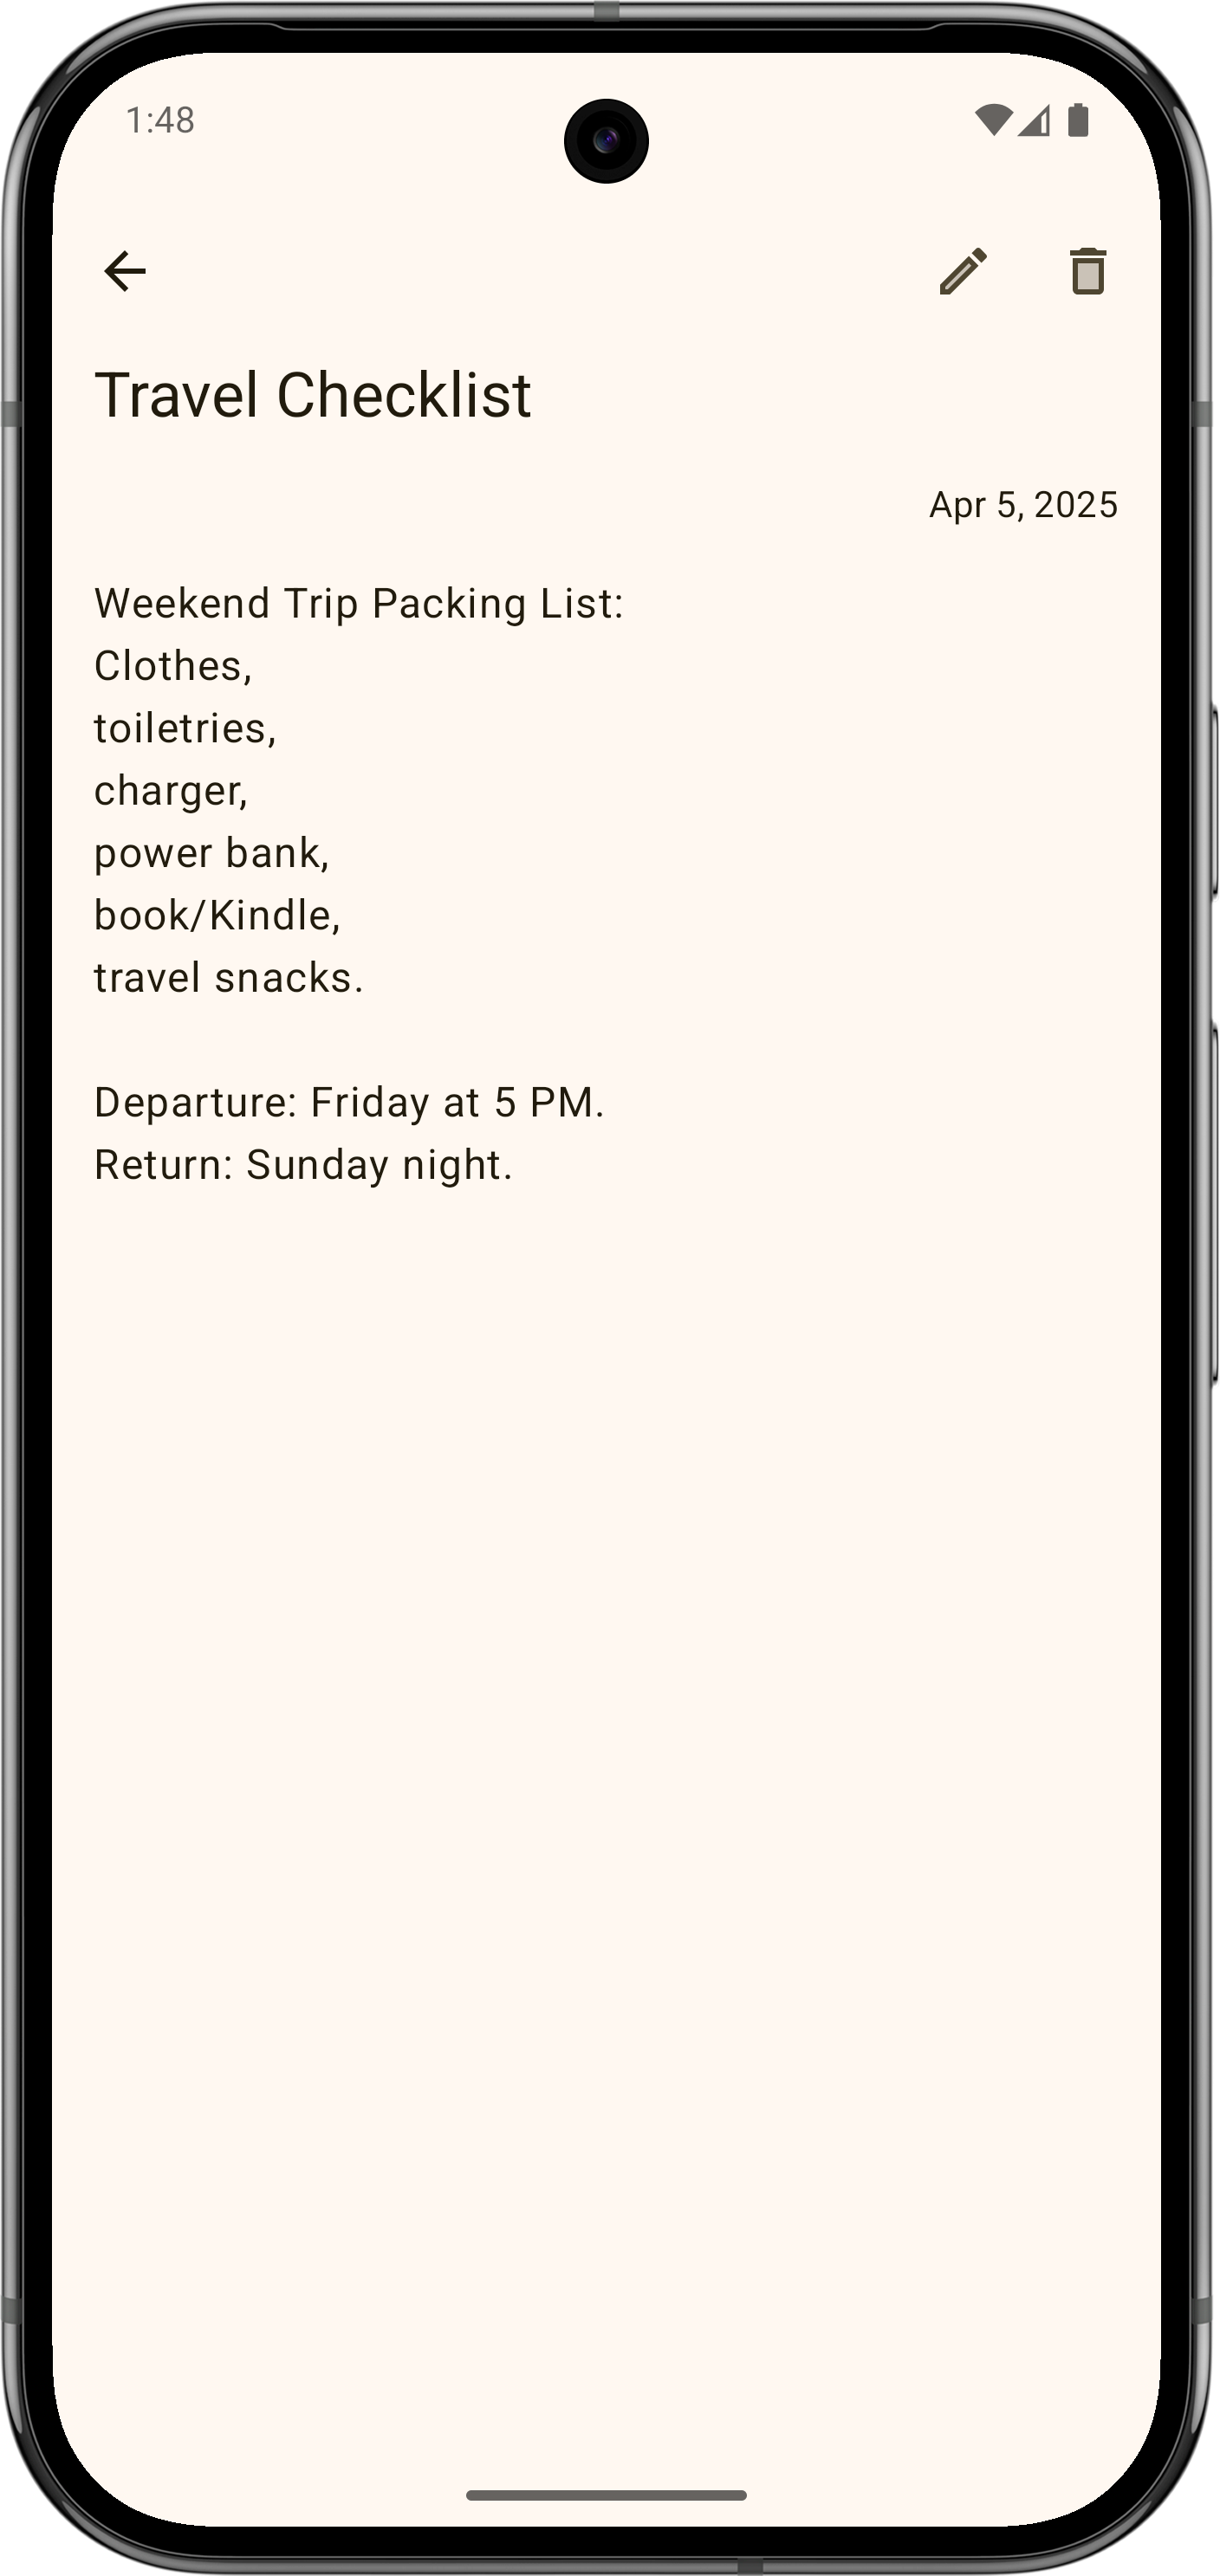 1:48
Travel Checklist
Apr 5, 2025
Weekend Trip Packing List:
Clothes,
toiletries,
charger,
power bank,
book/Kindle,
travel snacks.
Departure: Friday at 5 PM.
Return: Sunday night.